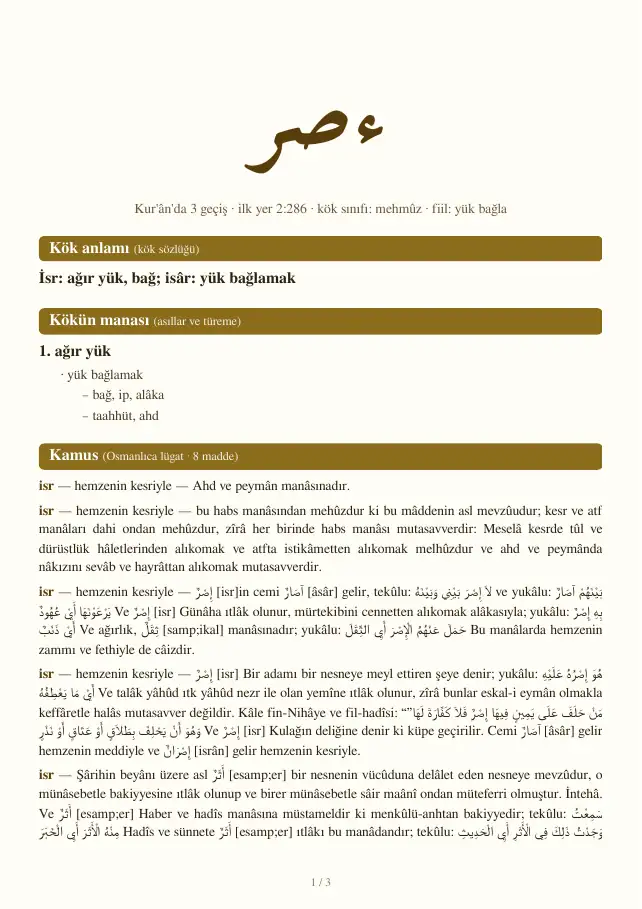 ءصر
Kur'ân'da 3 geçiş · ilk yer 2:286 · kök sınıfı: mehmûz · fiil: yük bağla
Kök anlamı (kök sözlüğü)
İsr: ağır yük, bağ; isâr: yük bağlamak
Kökün manası (asıllar ve türeme)
1. ağır yük
· yük bağlamak
– bağ, ip, alâka
– taahhüt, ahd
Kamus (Osmanlıca lügat · 8 madde)
isr — hemzenin kesriyle — Ahd ve peymân manâsınadır.
isr — hemzenin kesriyle — bu habs manâsından mehûzdur ki bu mâddenin asl mevzûudur; kesr ve atf
manâları dahi ondan mehûzdur, zîrâ her birinde habs manâsı mutasavverdir: Meselâ kesrde tûl ve
dürüstlük hâletlerinden alıkomak ve atfta istikâmetten alıkomak melhûzdur ve ahd ve peymânda
nâkızını sevâb ve hayrâttan alıkomak mutasavverdir.
isr — hemzenin kesriyle — إِصْرٌ [isr]in cemi آصَارٌ [âsâr] gelir, tekûlu: لَا إِصْرَ بَيْنِي وَبَيْنَهُ ve yukâlu: بَيْنَهُمْ آصَارٌ
يَرْعَوْنَهَا أَيْ عُهُودٌ Ve إِصْرٌ [isr] Günâha ıtlâk olunur, mürtekibini cennetten alıkomak alâkasıyla; yukâlu: بِهِ إِصْرٌ
أَيْ ذَنْبٌ Ve ağırlık, ثِقَلٌ [samp;ikal] manâsınadır; yukâlu: حَمَلَ عَنْهُمُ الْإِصْرَ أَيِ الثِّقَلَ Bu manâlarda hemzenin
zammı ve fethiyle de câizdir.
isr — hemzenin kesriyle — إِصْرٌ [isr] Bir adamı bir nesneye meyl ettiren şeye denir; yukâlu: هُوَ إِصْرُهُ عَلَيْهِ
أَيْ مَا يَعْطِفُهُ Ve talâk yâhûd ıtk yâhûd nezr ile olan yemîne ıtlâk olunur, zîrâ bunlar eskal-i eymân olmakla
keffâretle halâs mutasavver değildir. Kâle fin-Nihâye ve fil-hadîsi: “”مَنْ حَلَفَ عَلَى يَمِينٍ فِيهَا إِصْرٌ فَلَا كَفَّارَةَ لَهَا
وَهُوَ أَنْ يَحْلِفَ بِطَلَاقٍ أَوْ عَتَاقٍ أَوْ نَذْرٍ Ve إِصْرٌ [isr] Kulağın deliğine denir ki küpe geçirilir. Cemi آصَارٌ [âsâr] gelir
hemzenin meddiyle ve إِصْرَانٌ [isrân] gelir hemzenin kesriyle.
isr — Şârihin beyânı üzere asl أَثَرٌ [esamp;er] bir nesnenin vücûduna delâlet eden nesneye mevzûdur, o
münâsebetle bakiyyesine ıtlâk olunup ve birer münâsebetle sâir maânî ondan müteferri olmuştur. İntehâ.
Ve أَثَرٌ [esamp;er] Haber ve hadîs manâsına müstameldir ki menkûlü-anhtan bakiyyedir; tekûlu: سَمِعْتُ
مِنْهُ الْأَثَرَ أَيِ الْخَبَرَ Hadîs ve sünnete أَثَرٌ [esamp;er] ıtlâkı bu manâdandır; tekûlu: وَجَدْتُ ذَلِكَ فِي الْأَثَرِ أَيِ الْحَدِيثِ
1 / 3